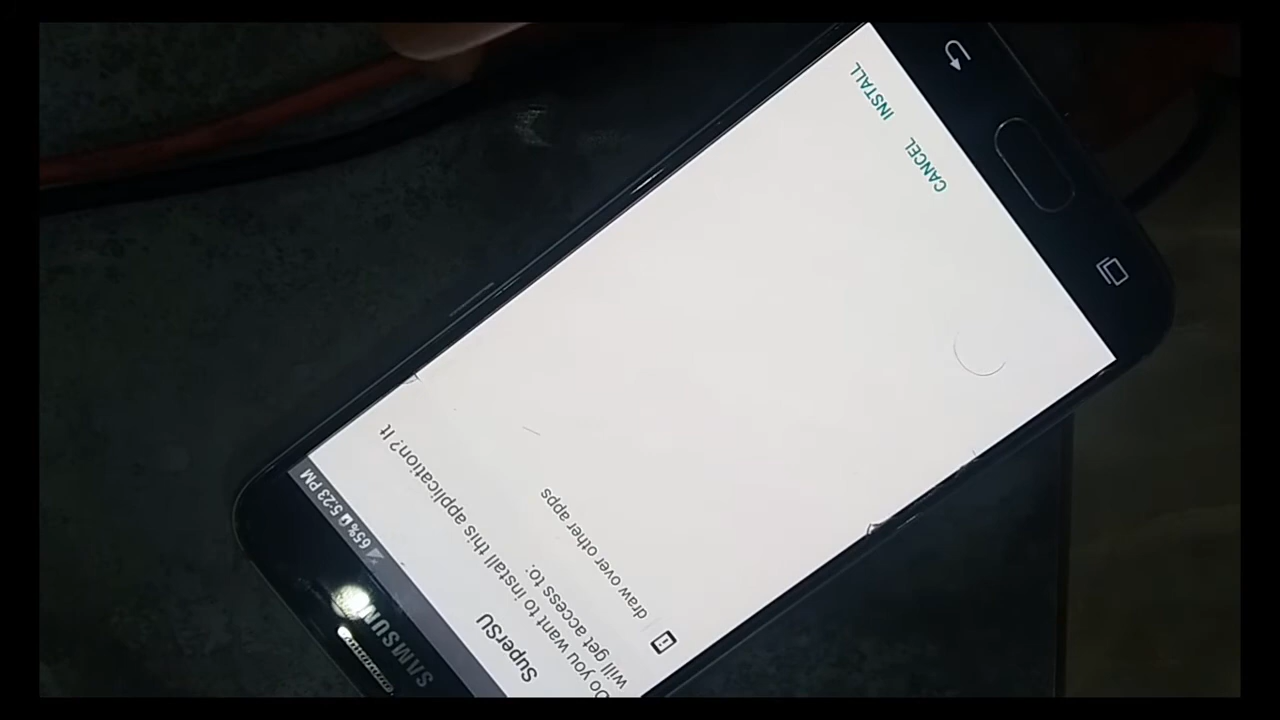 SAMSUNG
65% 5:23 PM
SuperSU
Do you want to install this application? It
will get access to:
draw over other apps
CANCEL INSTALL